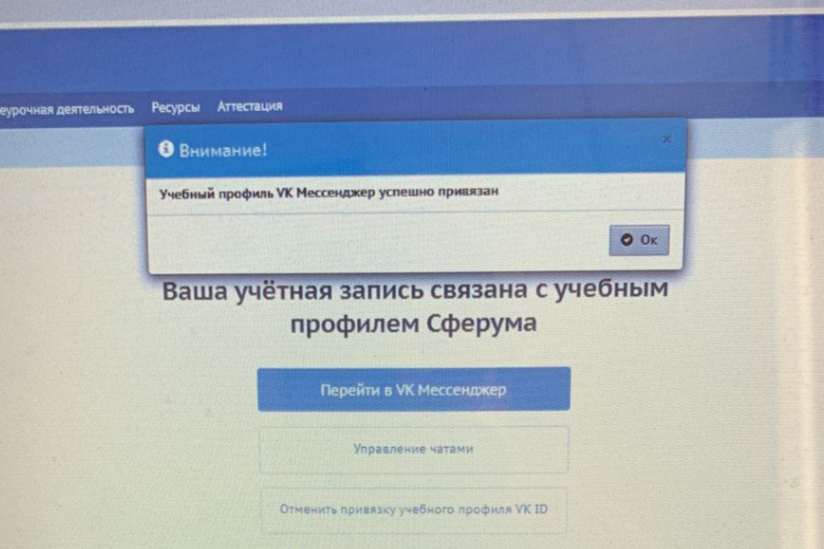 еурочная деятельность Ресурсы Аттестация
Внимание!
Учебный профиль VK Мессенджер успешно привязан
Ок
Ваша учётная запись связана с учебным
профилем Сферума
Перейти в VK Мессенджер
Управление чатами
Отменить привязку учебного профиля VK ID